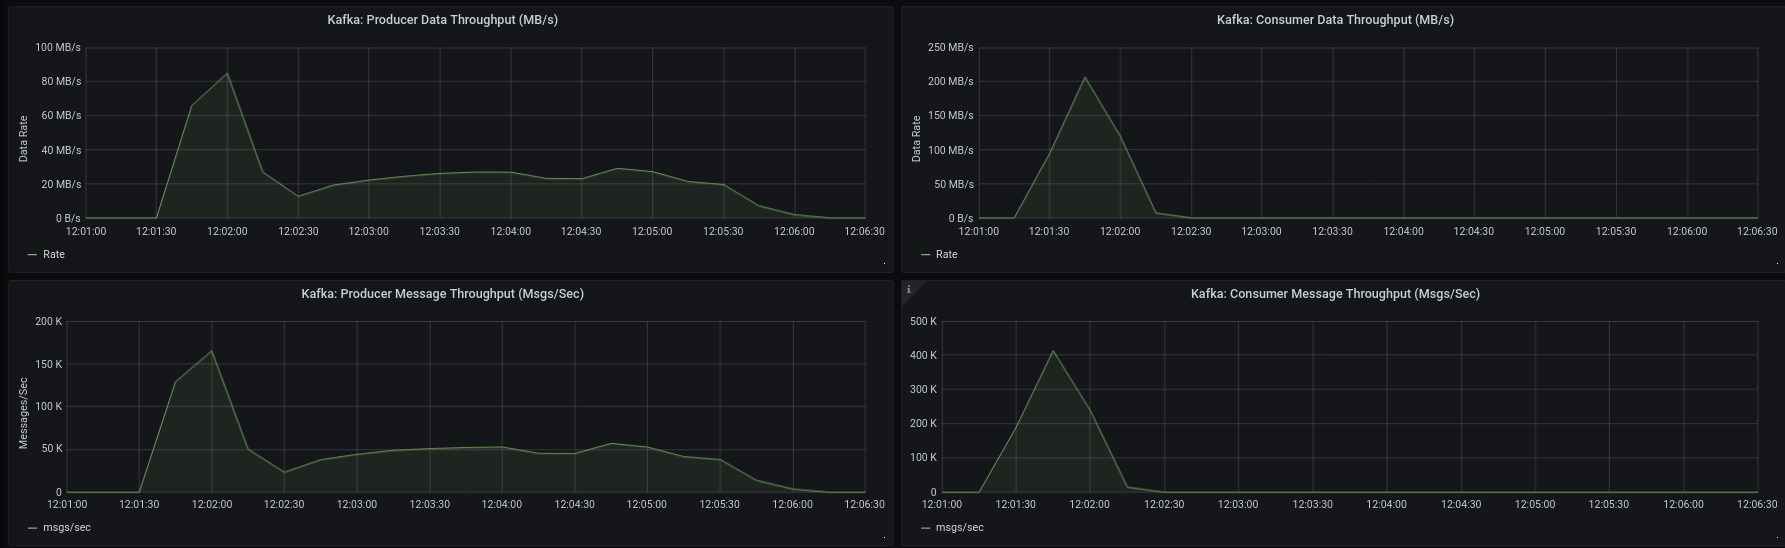 Kafka: Producer Data Throughput (MB/s)
100 MB/s
80 MB/s
60 MB/s
40 MB/s
20 MB/s
0 B/s
Data Rate
12:01:00 12:01:30 12:02:00 12:02:30 12:03:00 12:03:30 12:04:00 12:04:30 12:05:00 12:05:30 12:06:00 12:06:30
Rate
Kafka: Consumer Data Throughput (MB/s)
250 MB/s
200 MB/s
150 MB/s
100 MB/s
50 MB/s
0 B/s
Data Rate
12:01:00 12:01:30 12:02:00 12:02:30 12:03:00 12:03:30 12:04:00 12:04:30 12:05:00 12:05:30 12:06:00 12:06:30
Rate
Kafka: Producer Message Throughput (Msgs/Sec)
200 K
150 K
100 K
50 K
0
Messages/Sec
12:01:00 12:01:30 12:02:00 12:02:30 12:03:00 12:03:30 12:04:00 12:04:30 12:05:00 12:05:30 12:06:00 12:06:30
msgs/sec
i
Kafka: Consumer Message Throughput (Msgs/Sec)
500 K
400 K
300 K
200 K
100 K
0
12:01:00 12:01:30 12:02:00 12:02:30 12:03:00 12:03:30 12:04:00 12:04:30 12:05:00 12:05:30 12:06:00 12:06:30
msgs/sec